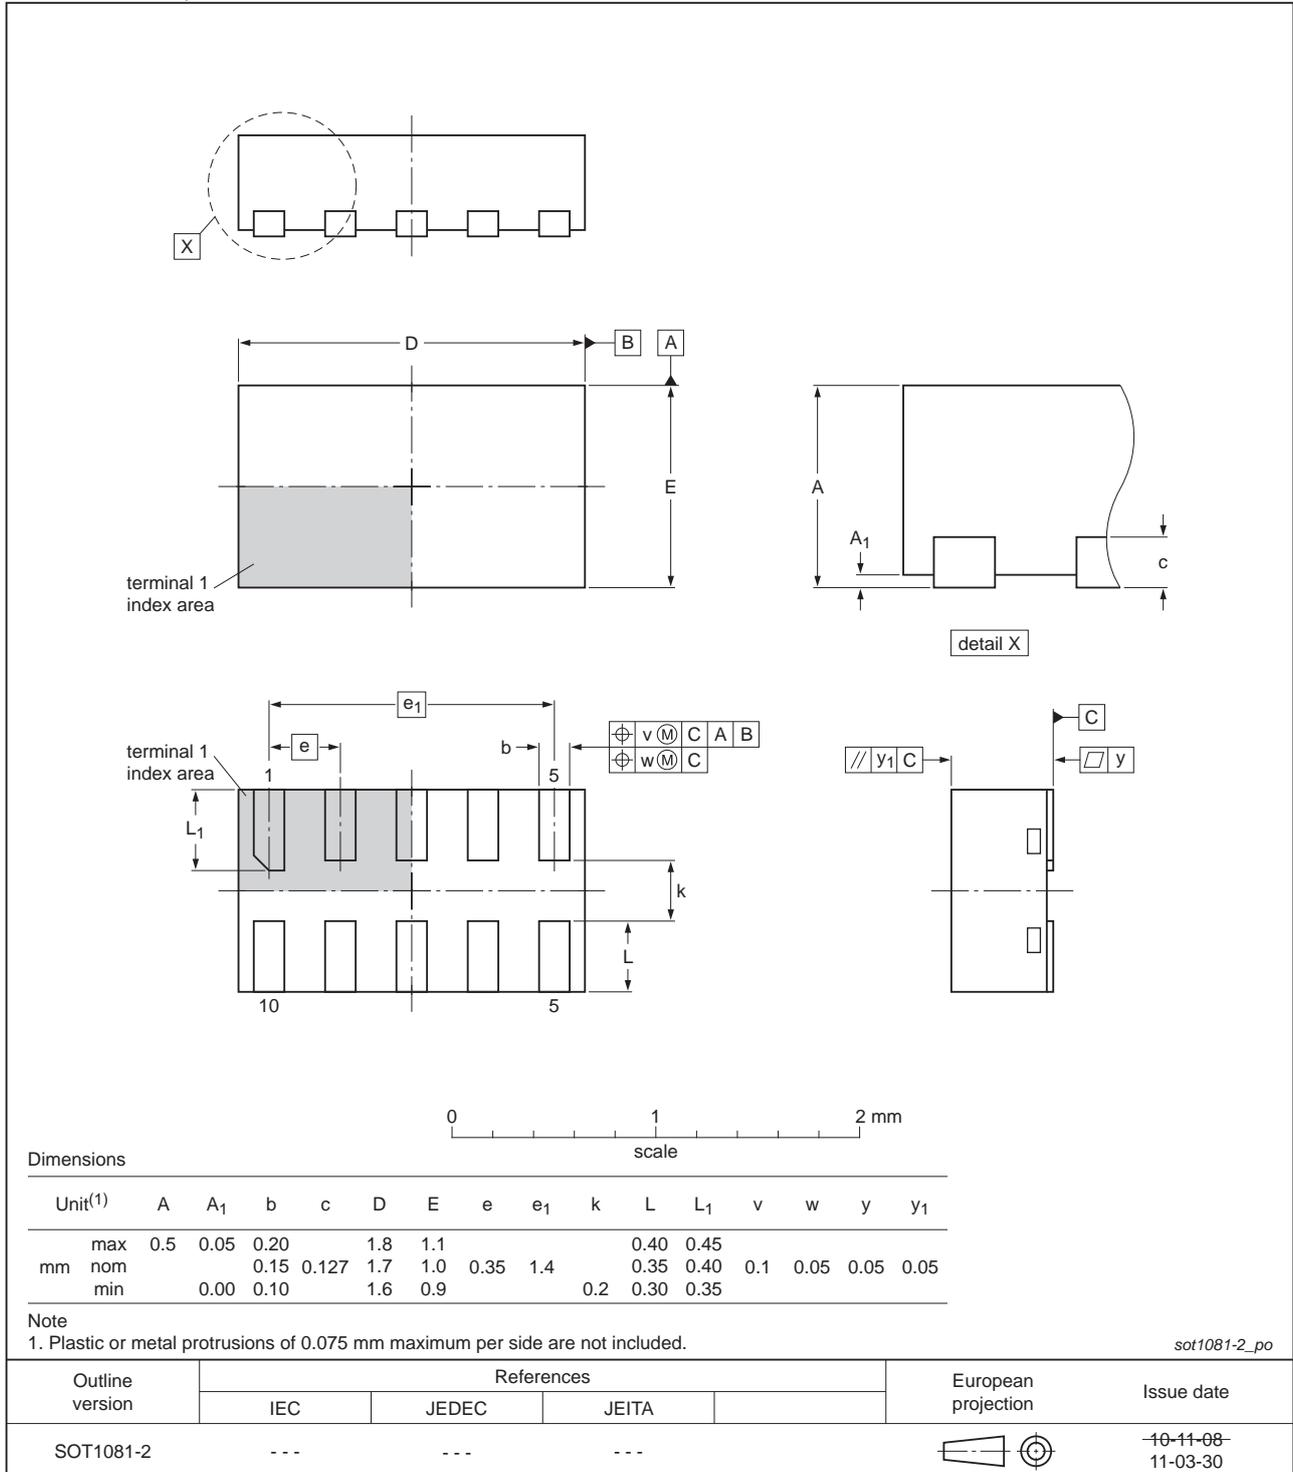 X
D
B
A
E
terminal 1
index area
A
A1
c
detail X
e1
e
b
v M C A B
w M C
terminal 1
index area
1
5
L1
k
L
10
5
C
// y1 C
y
0 1 2 mm
scale
Dimensions
Unit(1) A A1 b c D E e e1 k L L1 v w y y1
max 0.5 0.05 0.20 1.8 1.1 0.40 0.45
mm nom 0.15 0.127 1.7 1.0 0.35 1.4 0.35 0.40 0.1 0.05 0.05 0.05
min 0.00 0.10 1.6 0.9 0.2 0.30 0.35
Note
1. Plastic or metal protrusions of 0.075 mm maximum per side are not included.
sot1081-2_po
Outline version References European projection Issue date
IEC JEDEC JEITA
SOT1081-2 - - - - - - - - - 10-11-08
11-03-30